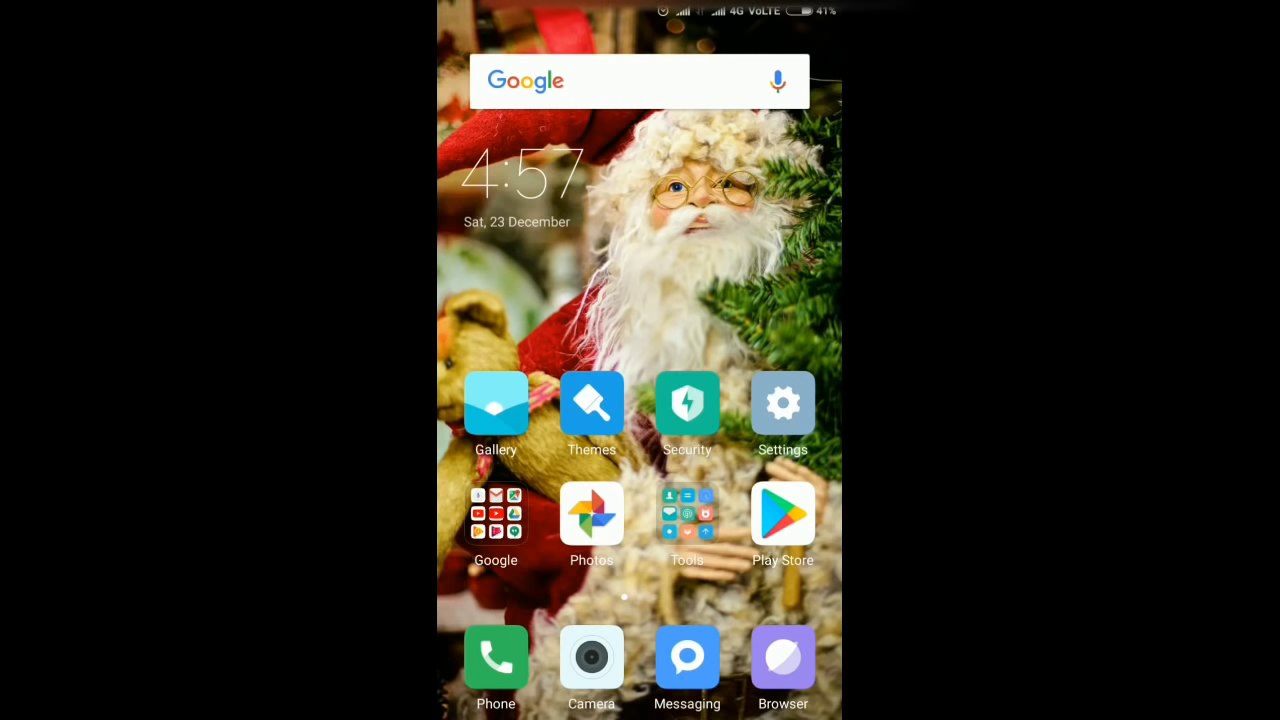 4G VoLTE 41%
Google
4:57
Sat, 23 December
Gallery Themes Security Settings
Google Photos Tools Play Store
Phone Camera Messaging Browser